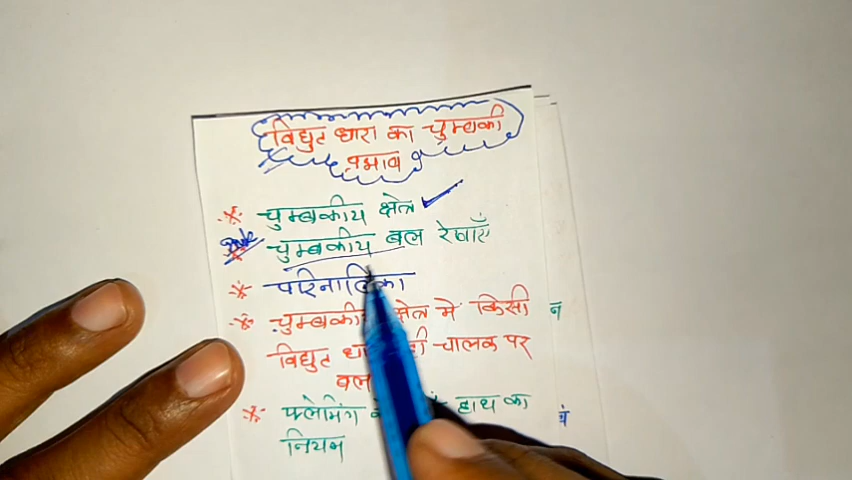 विद्युत धारा का चुम्बकी
प्रभाव
* चुम्बकीय क्षेत्र
* चुम्बकीय बल रेखाएँ
* परिनालिका
* चुम्बकीय क्षेत्र में किसी
विद्युत चालक पर
बल
* फ्लेमिंग हाथ का
नियम